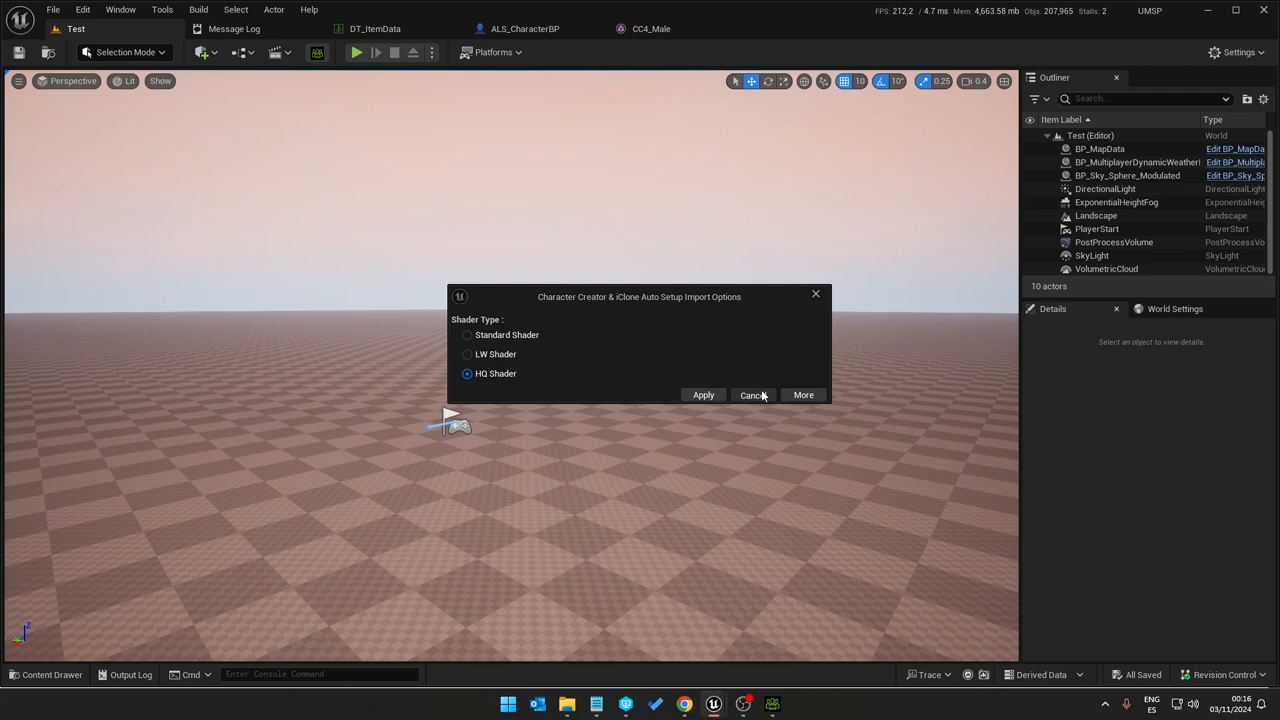 File Edit Window Tools Build Select Actor Help
FPS: 212.2 / 4.7 ms Mem: 4,663.58 mb Objs: 207,965 Stalls: 2 UMSP
Test Message Log DT_ItemData ALS_CharacterBP CC4_Male
Selection Mode Platforms Settings
Perspective Lit Show 10 10° 0.25 0.4
Outliner
Search...
Item Label Type
Test (Editor) World
BP_MapData Edit BP_MapDa
BP_MultiplayerDynamicWeather Edit BP_Multipla
BP_Sky_Sphere_Modulated Edit BP_Sky_Sp
DirectionalLight DirectionalLight
ExponentialHeightFog ExponentialHeig
Landscape Landscape
PlayerStart PlayerStart
PostProcessVolume PostProcessVo
SkyLight SkyLight
VolumetricCloud VolumetricClou
10 actors
Details World Settings
Select an object to view details.
Character Creator & iClone Auto Setup Import Options
Shader Type :
Standard Shader
LW Shader
HQ Shader
Apply Cancel More
Z
Content Drawer Output Log Cmd Enter Console Command Trace Derived Data All Saved Revision Control
ENG
ES
00:16
03/11/2024